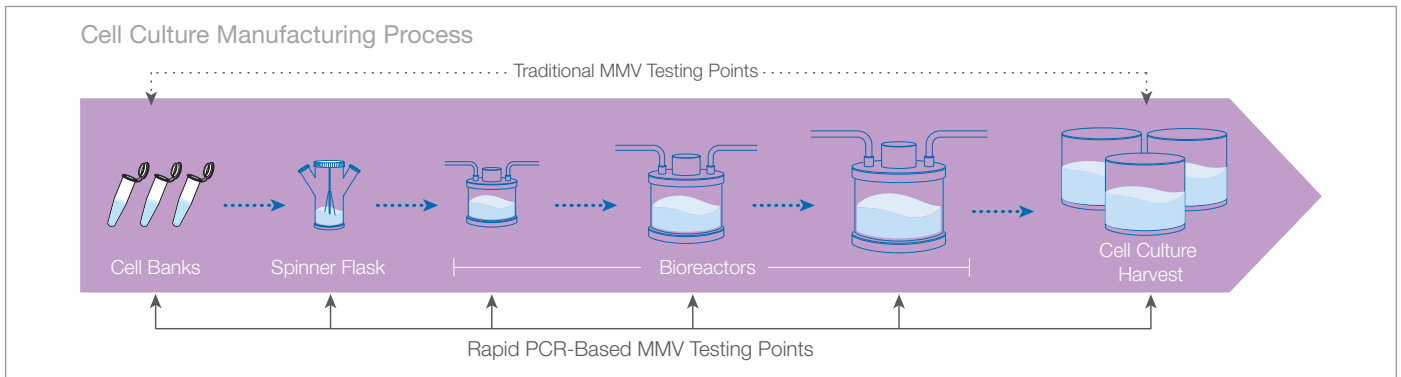 Cell Culture Manufacturing Process
Traditional MMV Testing Points
Cell Banks
Spinner Flask
Bioreactors
Cell Culture
Harvest
Rapid PCR-Based MMV Testing Points